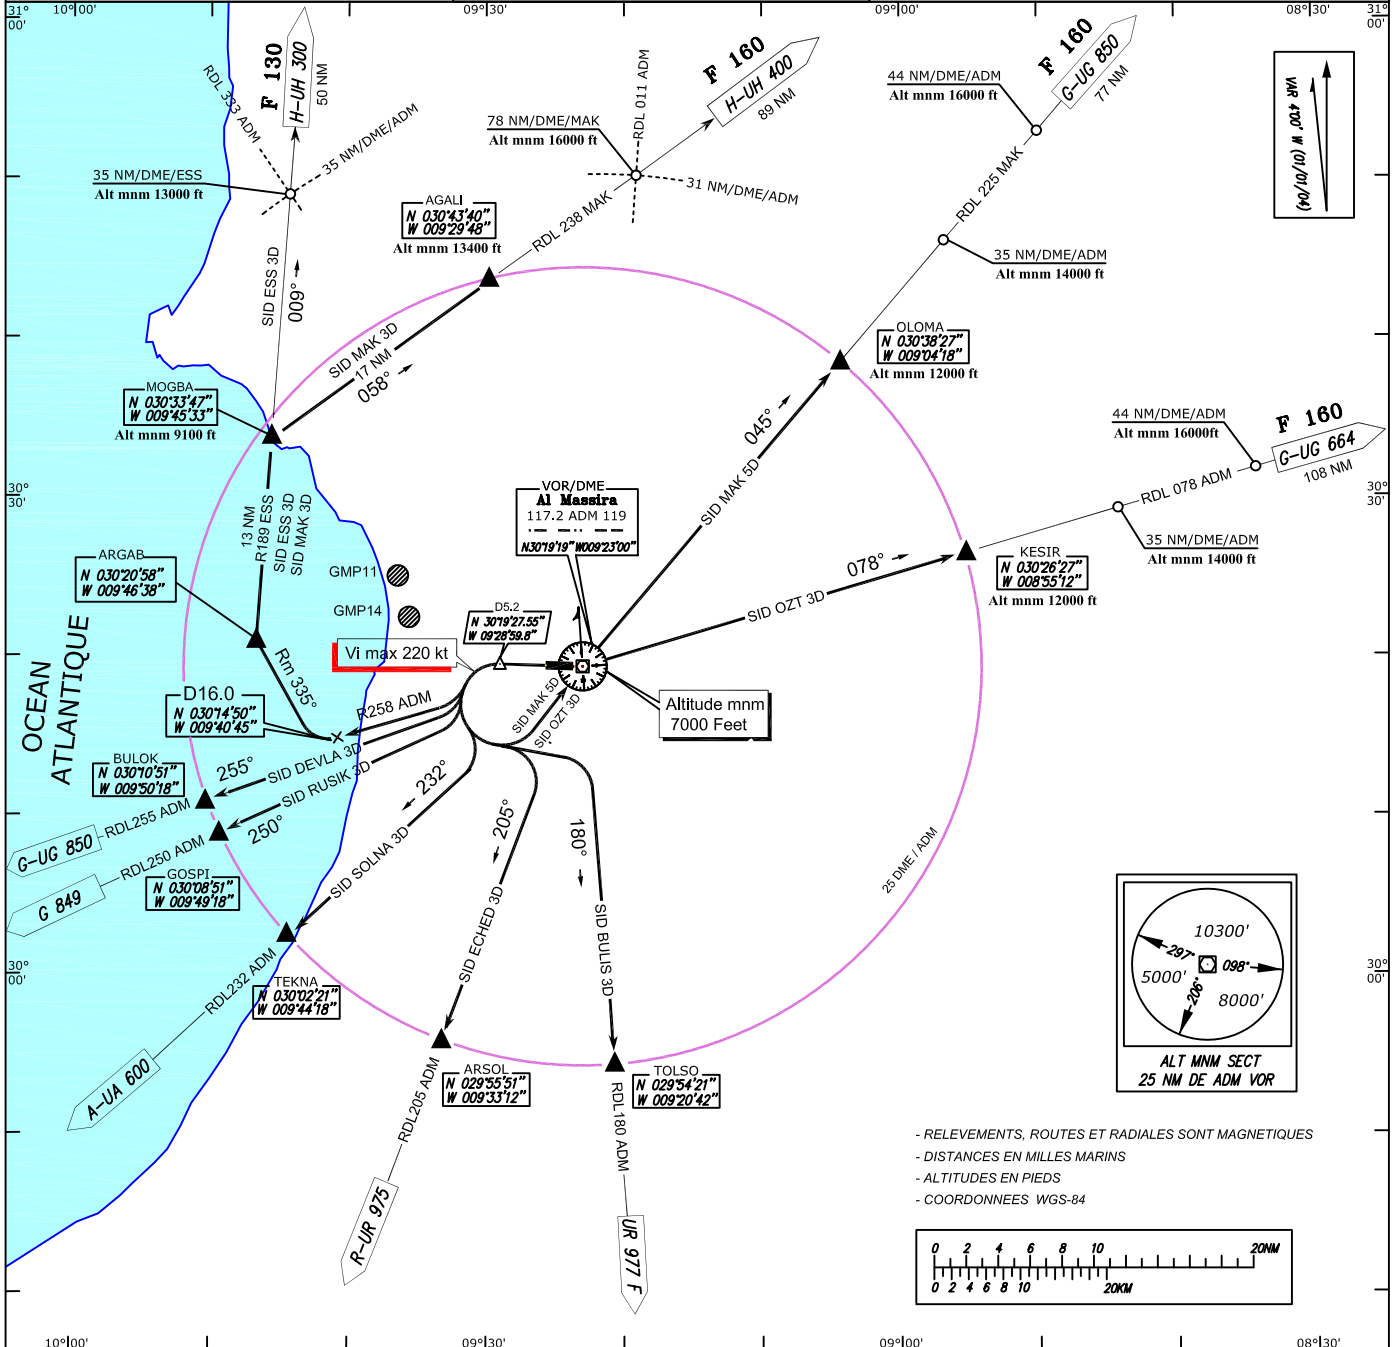 31°
00'
10°00'
09°30'
09°00'
08°30'
31°
00'
F 130
H-UH 300
50 NM
RDL 333 ADM
35 NM/DME/ADM
35 NM/DME/ESS
Alt mnm 13000 ft
SID ESS 3D
009°
F 160
H-UH 400
89 NM
RDL 011 ADM
78 NM/DME/MAK
Alt mnm 16000 ft
31 NM/DME/ADM
RDL 238 MAK
AGALI
N 030°43'40"
W 009°29'48"
Alt mnm 13400 ft
F 160
G-UG 850
77 NM
44 NM/DME/ADM
Alt mnm 16000 ft
RDL 225 MAK
35 NM/DME/ADM
Alt mnm 14000 ft
VAR 4°00' W (01/01/04)
SID MAK 3D
17 NM
058°
OLOMA
N 030°38'27"
W 009°04'18"
Alt mnm 12000 ft
MOGBA
N 030°33'47"
W 009°45'33"
Alt mnm 9100 ft
045°
SID MAK 5D
44 NM/DME/ADM
Alt mnm 16000ft
F 160
G-UG 664
108 NM
RDL 078 ADM
35 NM/DME/ADM
Alt mnm 14000 ft
30°
30'
30°
30'
13 NM
R189 ESS
SID ESS 3D
SID MAK 3D
VOR/DME
Al Massira
117.2 ADM 119
N30°19'19" W009°23'00"
ARGAB
N 030°20'58"
W 009°46'38"
GMP11
GMP14
078°
SID OZT 3D
KESIR
N 030°26'27"
W 008°55'12"
Alt mnm 12000 ft
D5.2
N 30°19'27.55"
W 09°28'59.8"
Vi max 220 kt
OCEAN
ATLANTIQUE
Rm 335°
D16.0
N 030°14'50"
W 009°40'45"
R258 ADM
SID MAK 5D
SID OZT 3D
Altitude mnm
7000 Feet
BULOK
N 030°10'51"
W 009°50'18"
255°
SID DEVLA 3D
SID RUSIK 3D
250°
232°
205°
180°
RDL255 ADM
G-UG 850
RDL250 ADM
G 849
GOSPI
N 030°08'51"
W 009°49'18"
SID SOLNA 3D
SID ECHED 3D
SID BULIS 3D
25 DME / ADM
10300'
297°
098°
5000'
206°
8000'
ALT MNM SECT
25 NM DE ADM VOR
30°
00'
30°
00'
RDL232 ADM
TEKNA
N 030°02'21"
W 009°44'18"
A-UA 600
ARSOL
N 029°55'51"
W 009°33'12"
TOLSO
N 029°54'21"
W 009°20'42"
RDL205 ADM
R-UR 975
RDL180 ADM
UR 977 F
- RELEVEMENTS, ROUTES ET RADIALES SONT MAGNETIQUES
- DISTANCES EN MILLES MARINS
- ALTITUDES EN PIEDS
- COORDONNEES WGS-84
0 2 4 6 8 10 20NM
0 2 4 6 8 10 20KM
10°00'
09°30'
09°00'
08°30'